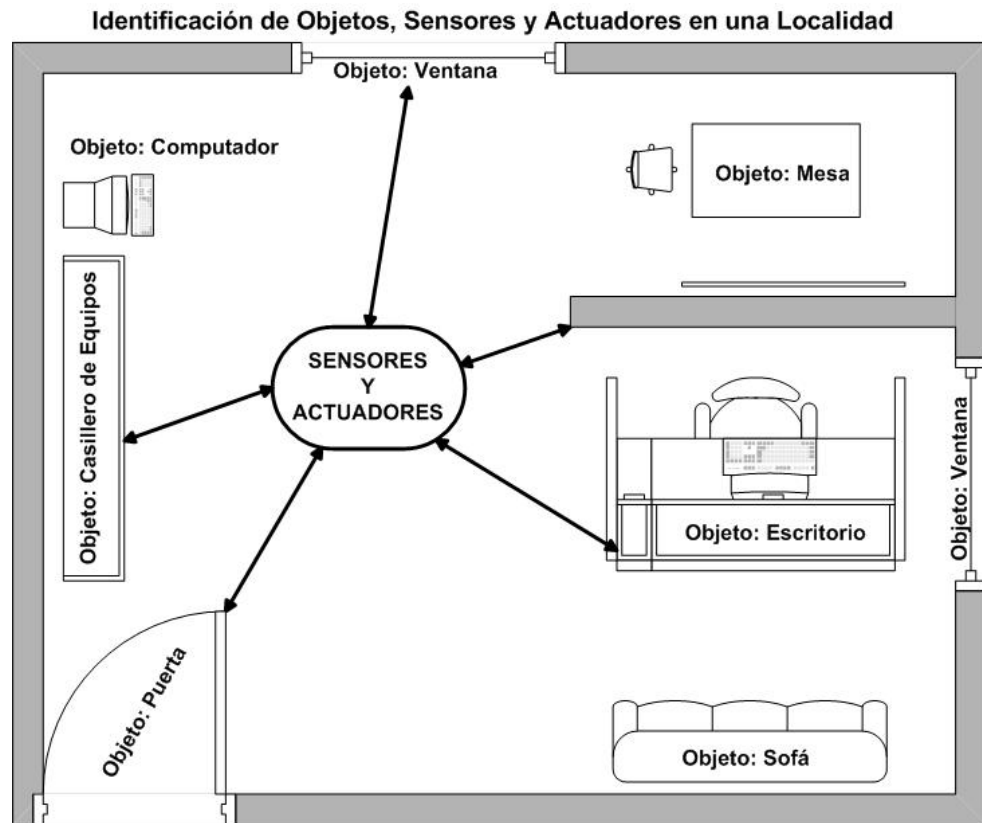 Identificación de Objetos, Sensores y Actuadores en una Localidad
Objeto: Ventana
Objeto: Computador
Objeto: Mesa
Objeto: Casillero de Equipos
SENSORES
Y
ACTUADORES
Objeto: Escritorio
Objeto: Ventana
Objeto: Puerta
Objeto: Sofá